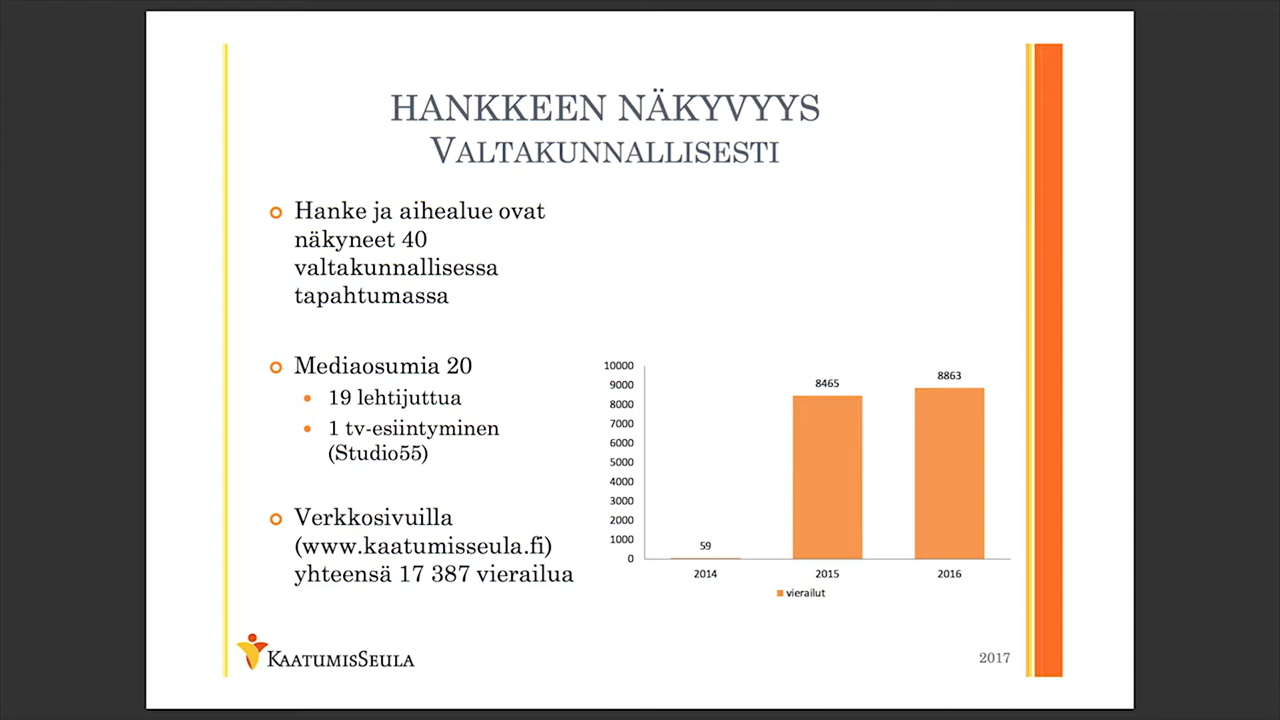 HANKKEEN NÄKYVYYS
VALTAKUNNALLISESTI
Hanke ja aihealue ovat
näkyneet 40
valtakunnallisessa
tapahtumassa
Mediaosumia 20
19 lehtijuttua
1 tv-esiintyminen
(Studio55)
Verkkosivuilla
(www.kaatumisseula.fi)
yhteensä 17 387 vierailua
10000
9000
8000
7000
6000
5000
4000
3000
2000
1000
0
59
8465
8863
2014
2015
2016
vierailut
KAATUMISSEULA
2017